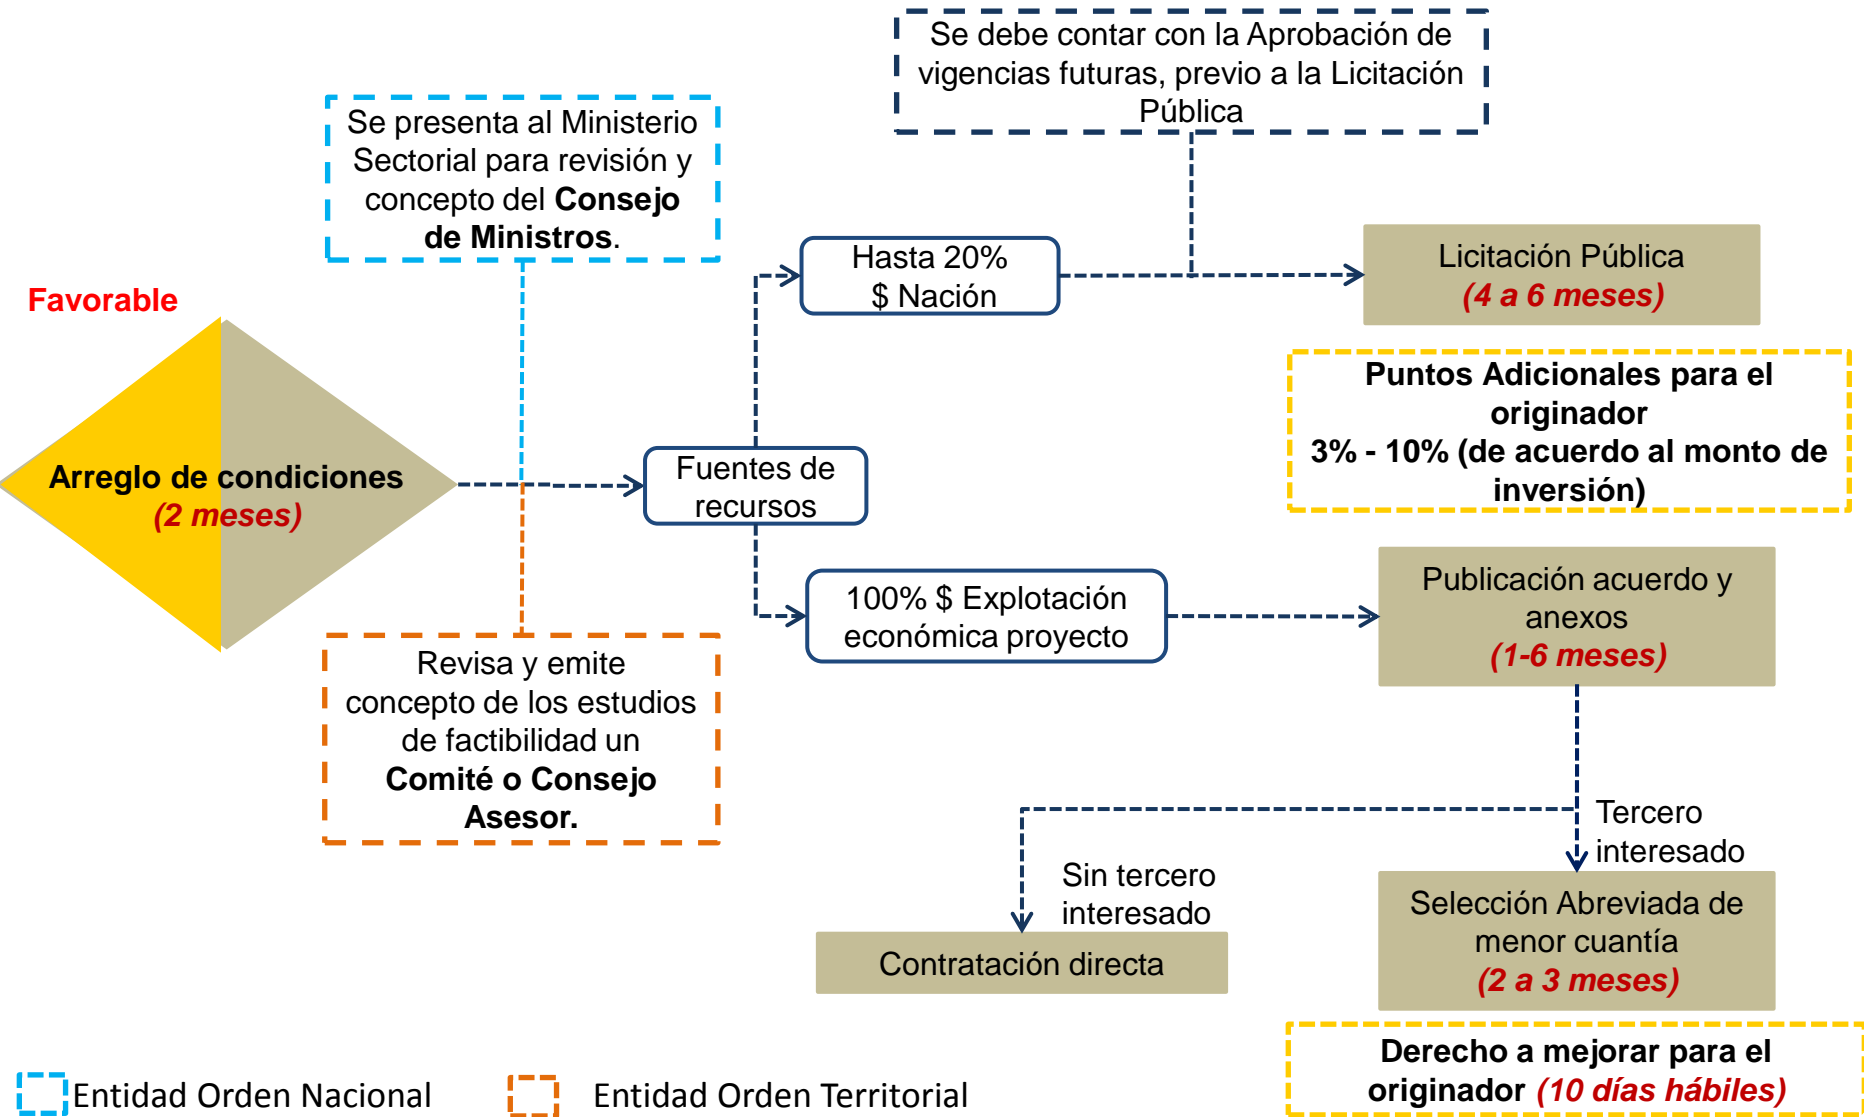 Se debe contar con la Aprobación de
vigencias futuras, previo a la Licitación
Pública
Se presenta al Ministerio
Sectorial para revisión y
concepto del Consejo
de Ministros.
Favorable
Arreglo de condiciones
(2 meses)
Hasta 20%
$ Nación
Licitación Pública
(4 a 6 meses)
Puntos Adicionales para el
originador
3% - 10% (de acuerdo al monto de
inversión)
Fuentes de
recursos
100% $ Explotación
económica proyecto
Publicación acuerdo y
anexos
(1-6 meses)
Revisa y emite
concepto de los estudios
de factibilidad un
Comité o Consejo
Asesor.
Tercero
interesado
Sin tercero
interesado
Contratación directa
Selección Abreviada de
menor cuantía
(2 a 3 meses)
Derecho a mejorar para el
originador (10 días hábiles)
Entidad Orden Nacional
Entidad Orden Territorial